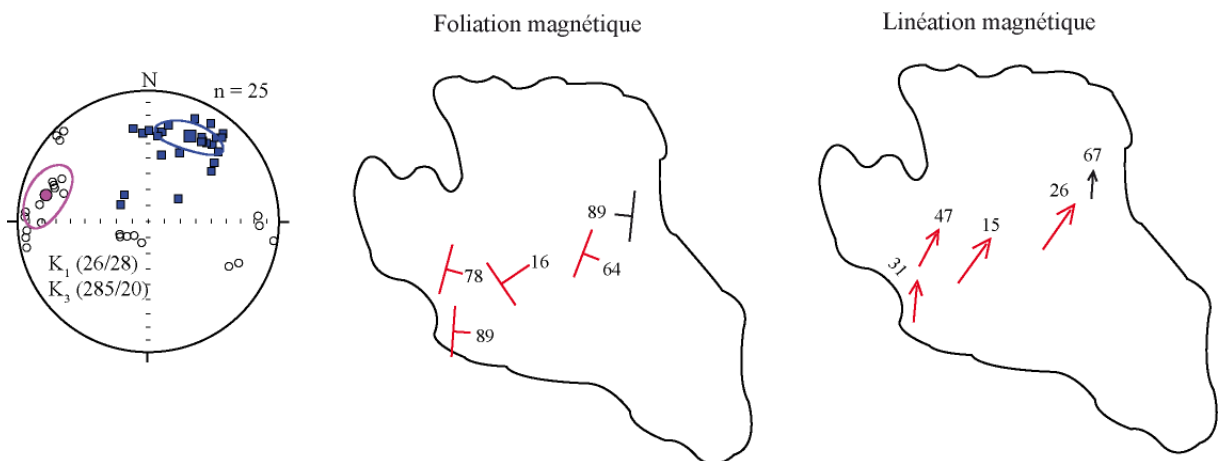 Foliation magnétique
Linéation magnétique
N
n = 25
K1 (26/28)
K3 (285/20)
89
78
16
64
89
67
26
47
15
31